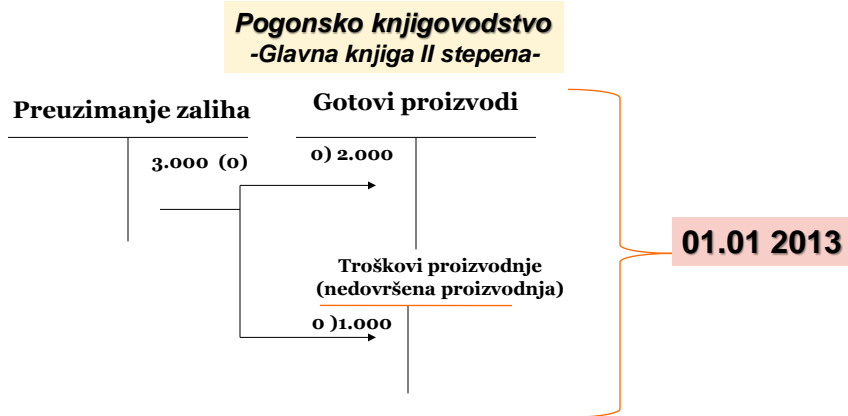 Pogonsko knjigovodstvo
-Glavna knjiga II stepena-
Preuzimanje zaliha
Gotovi proizvodi
3.000 (0)
0) 2.000
01.01 2013
Troškovi proizvodnje
(nedovršena proizvodnja)
0 )1.000